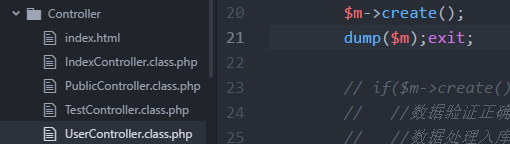 Controller
index.html
IndexController.class.php
PublicController.class.php
TestController.class.php
UserController.class.php
20 $m->create();
21 dump($m);exit;
22
23 // if($m->create()
24 // //数据验证正确
25 // //数据处理入库